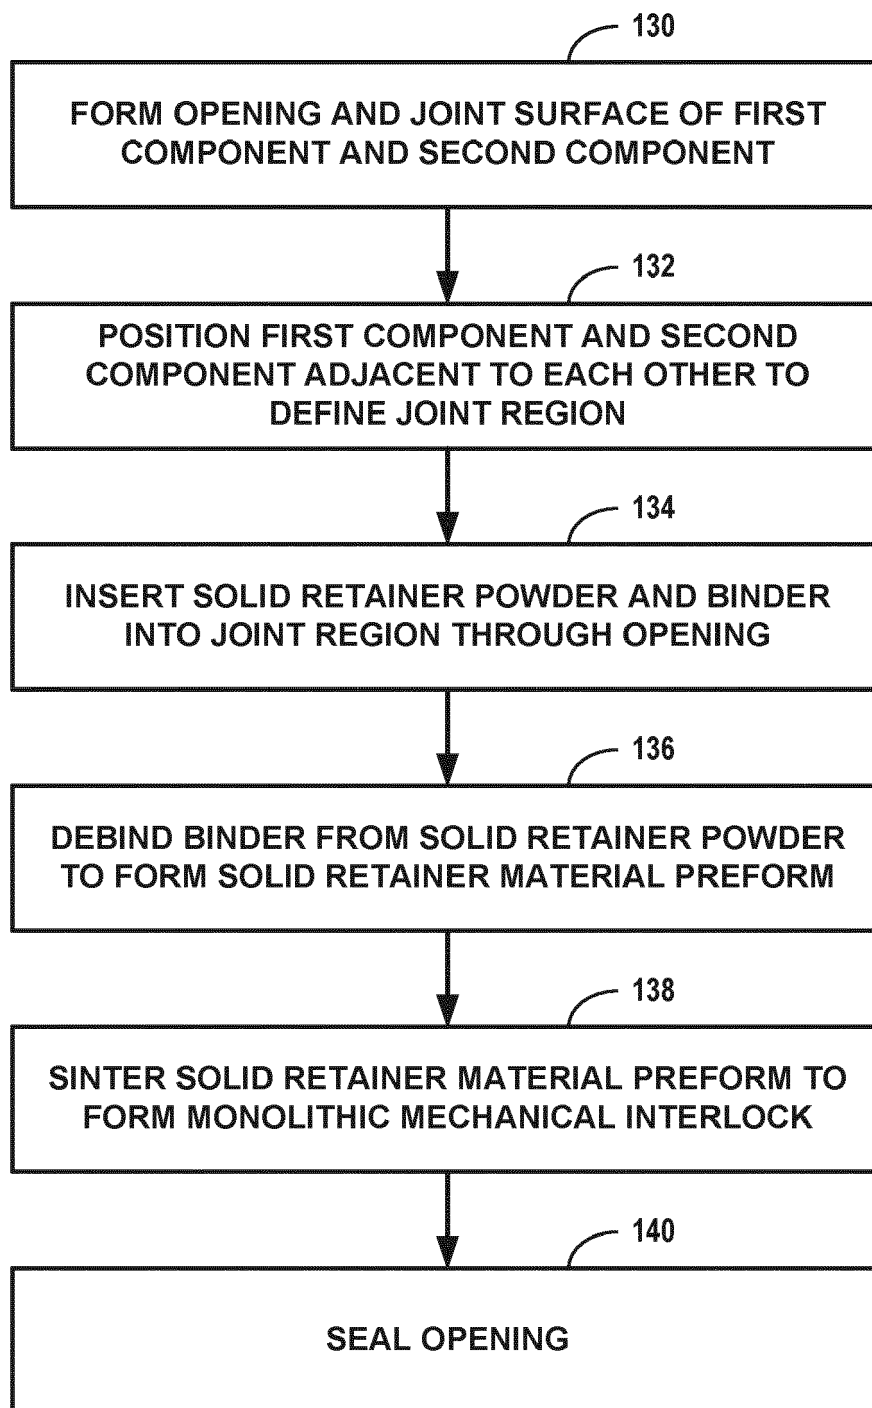 130
FORM OPENING AND JOINT SURFACE OF FIRST
COMPONENT AND SECOND COMPONENT
132
POSITION FIRST COMPONENT AND SECOND
COMPONENT ADJACENT TO EACH OTHER TO
DEFINE JOINT REGION
134
INSERT SOLID RETAINER POWDER AND BINDER
INTO JOINT REGION THROUGH OPENING
136
DEBIND BINDER FROM SOLID RETAINER POWDER
TO FORM SOLID RETAINER MATERIAL PREFORM
138
SINTER SOLID RETAINER MATERIAL PREFORM TO
FORM MONOLITHIC MECHANICAL INTERLOCK
140
SEAL OPENING